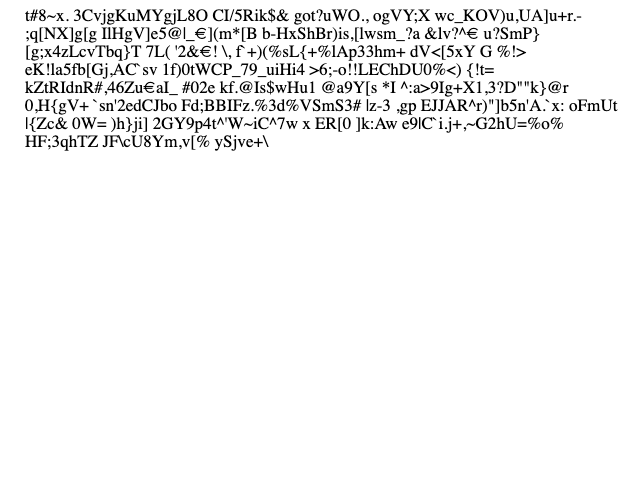 t#8~x. 3CvjgKuMYgjL8O CI/5Rik$& got?uWO., ogVY;X wc_KOV)u,UA]u+r.-
;q[NX]g[g IlHgV]e5@|_€](m*[B b-HxShBr)is,[lwsm_?a &lv?^€ u?SmP}
[g;x4zLcvTbq}T 7L( '2&€! \, f`+)(%sL{+%lAp33hm+ dV<[5xY G %!>
eK!la5fb[Gj,AC`sv 1f)0tWCP_79_uiHi4 >6;-o!!LEChDU0%<) {!t=
kZtRIdnR#,46Zu€aI_ #02e kf.@Is$wHu1 @a9Y[s *I ^:a>9Ig+X1,3?D""k}@r
0,H{gV+`sn'2edCJbo Fd;BBIFz.%3d%VSmS3# lz-3 ,gp EJJAR^r)"]b5n'A.`x: oFmUt
|{Zc& 0W= )h}ji] 2GY9p4t^'W~iC^7w x ER[0 ]k:Aw e9lC`i.j+,~G2hU=%o%
HF;3qhTZ JF\cU8Ym,v[% ySjve+\